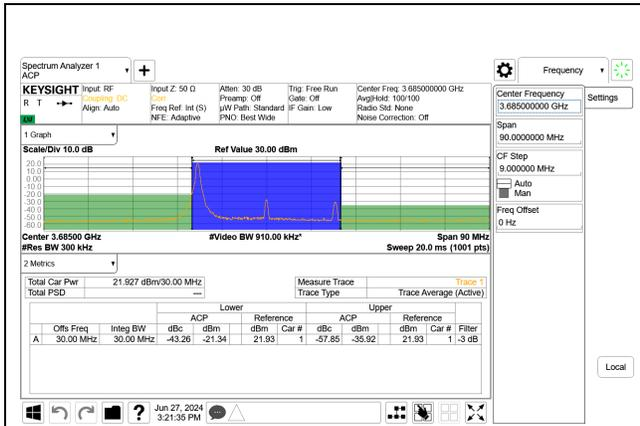 Spectrum Analyzer 1
ACP
Frequency
KEYSIGHT
R T
LXI
Input: RF
Coupling: DC
Align: Auto
Input Z: 50 Ω
Corr
Freq Ref: Int (S)
NFE: Adaptive
Atten: 30 dB
Preamp: Off
µW Path: Standard
PNO: Best Wide
Trig: Free Run
Gate: Off
IF Gain: Low
Center Freq: 3.685000000 GHz
Avg|Hold: 100/100
Radio Std: None
Noise Correction: Off
Center Frequency
3.685000000 GHz
Settings
Span
90.0000000 MHz
CF Step
9.000000 MHz
Auto
Man
Freq Offset
0 Hz
1 Graph
Scale/Div 10.0 dB
Ref Value 30.00 dBm
20.0
10.0
0.00
-10.0
-20.0
-30.0
-40.0
-50.0
-60.0
Center 3.68500 GHz
#Video BW 910.00 kHz*
Span 90 MHz
#Res BW 300 kHz
Sweep 20.0 ms (1001 pts)
2 Metrics
Total Car Pwr 21.927 dBm/30.00 MHz
Total PSD ---
Measure Trace Trace 1
Trace Type Trace Average (Active)
Lower Upper
ACP Reference ACP Reference
Offs Freq Integ BW dBc dBm dBm Car # dBc dBm dBm Car # Filter
A 30.00 MHz 30.00 MHz -43.26 -21.34 21.93 1 -57.85 -35.92 21.93 1 -3 dB
Local
Jun 27, 2024
3:21:35 PM